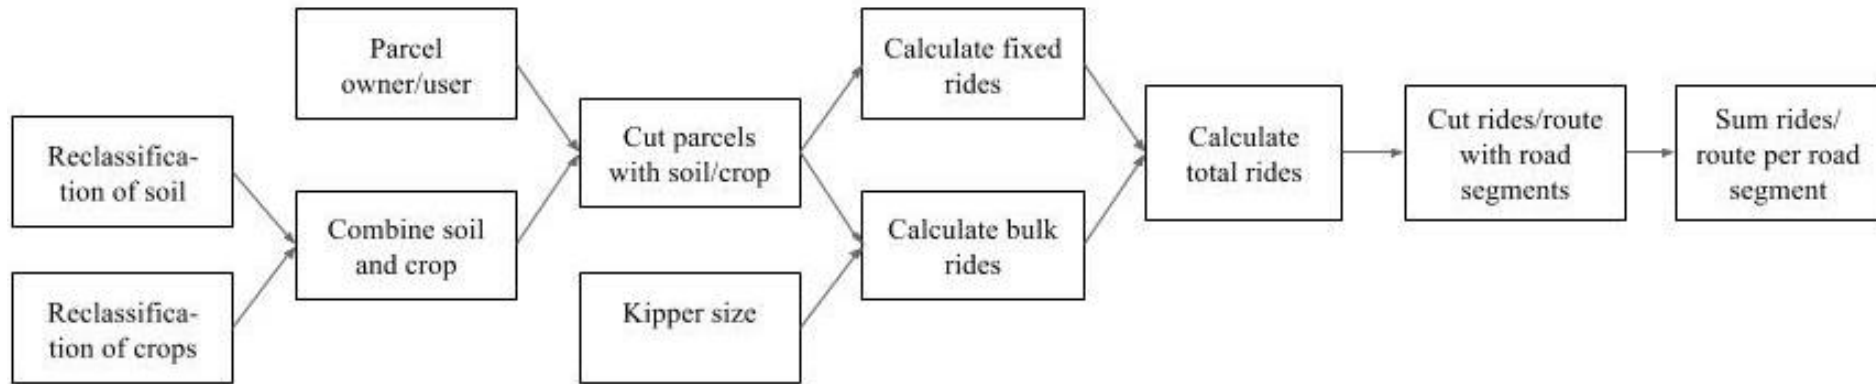 Reclassifica-
tion of soil
Reclassifica-
tion of crops
Parcel
owner/user
Combine soil
and crop
Cut parcels
with soil/crop
Kipper size
Calculate fixed
rides
Calculate bulk
rides
Calculate
total rides
Cut rides/route
with road
segments
Sum rides/
route per road
segment